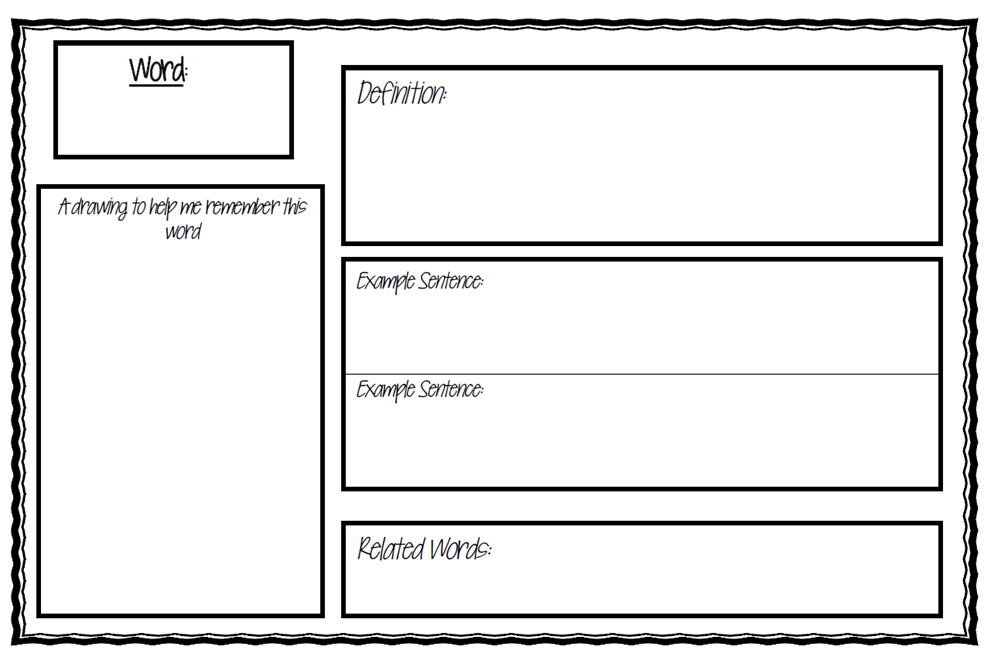 Word:
A drawing to help me remember this
word
Definition:
Example Sentence:
Example Sentence:
Related Words: